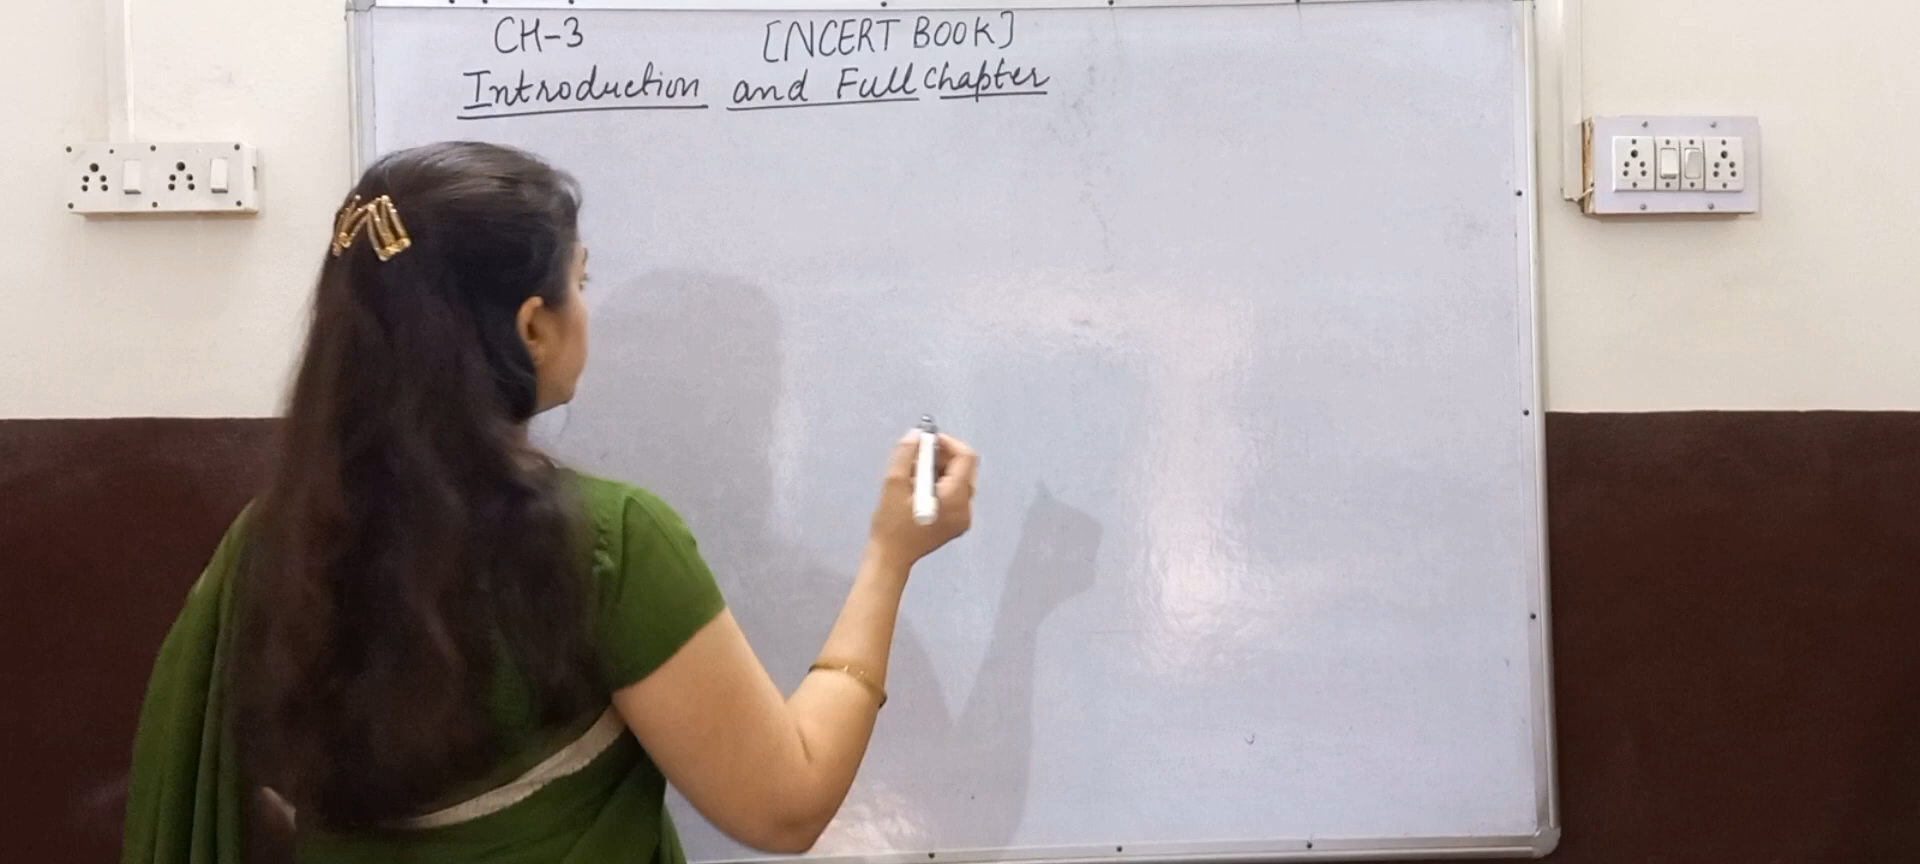 CH-3 [NCERT BOOK]
Introduction and Full chapter